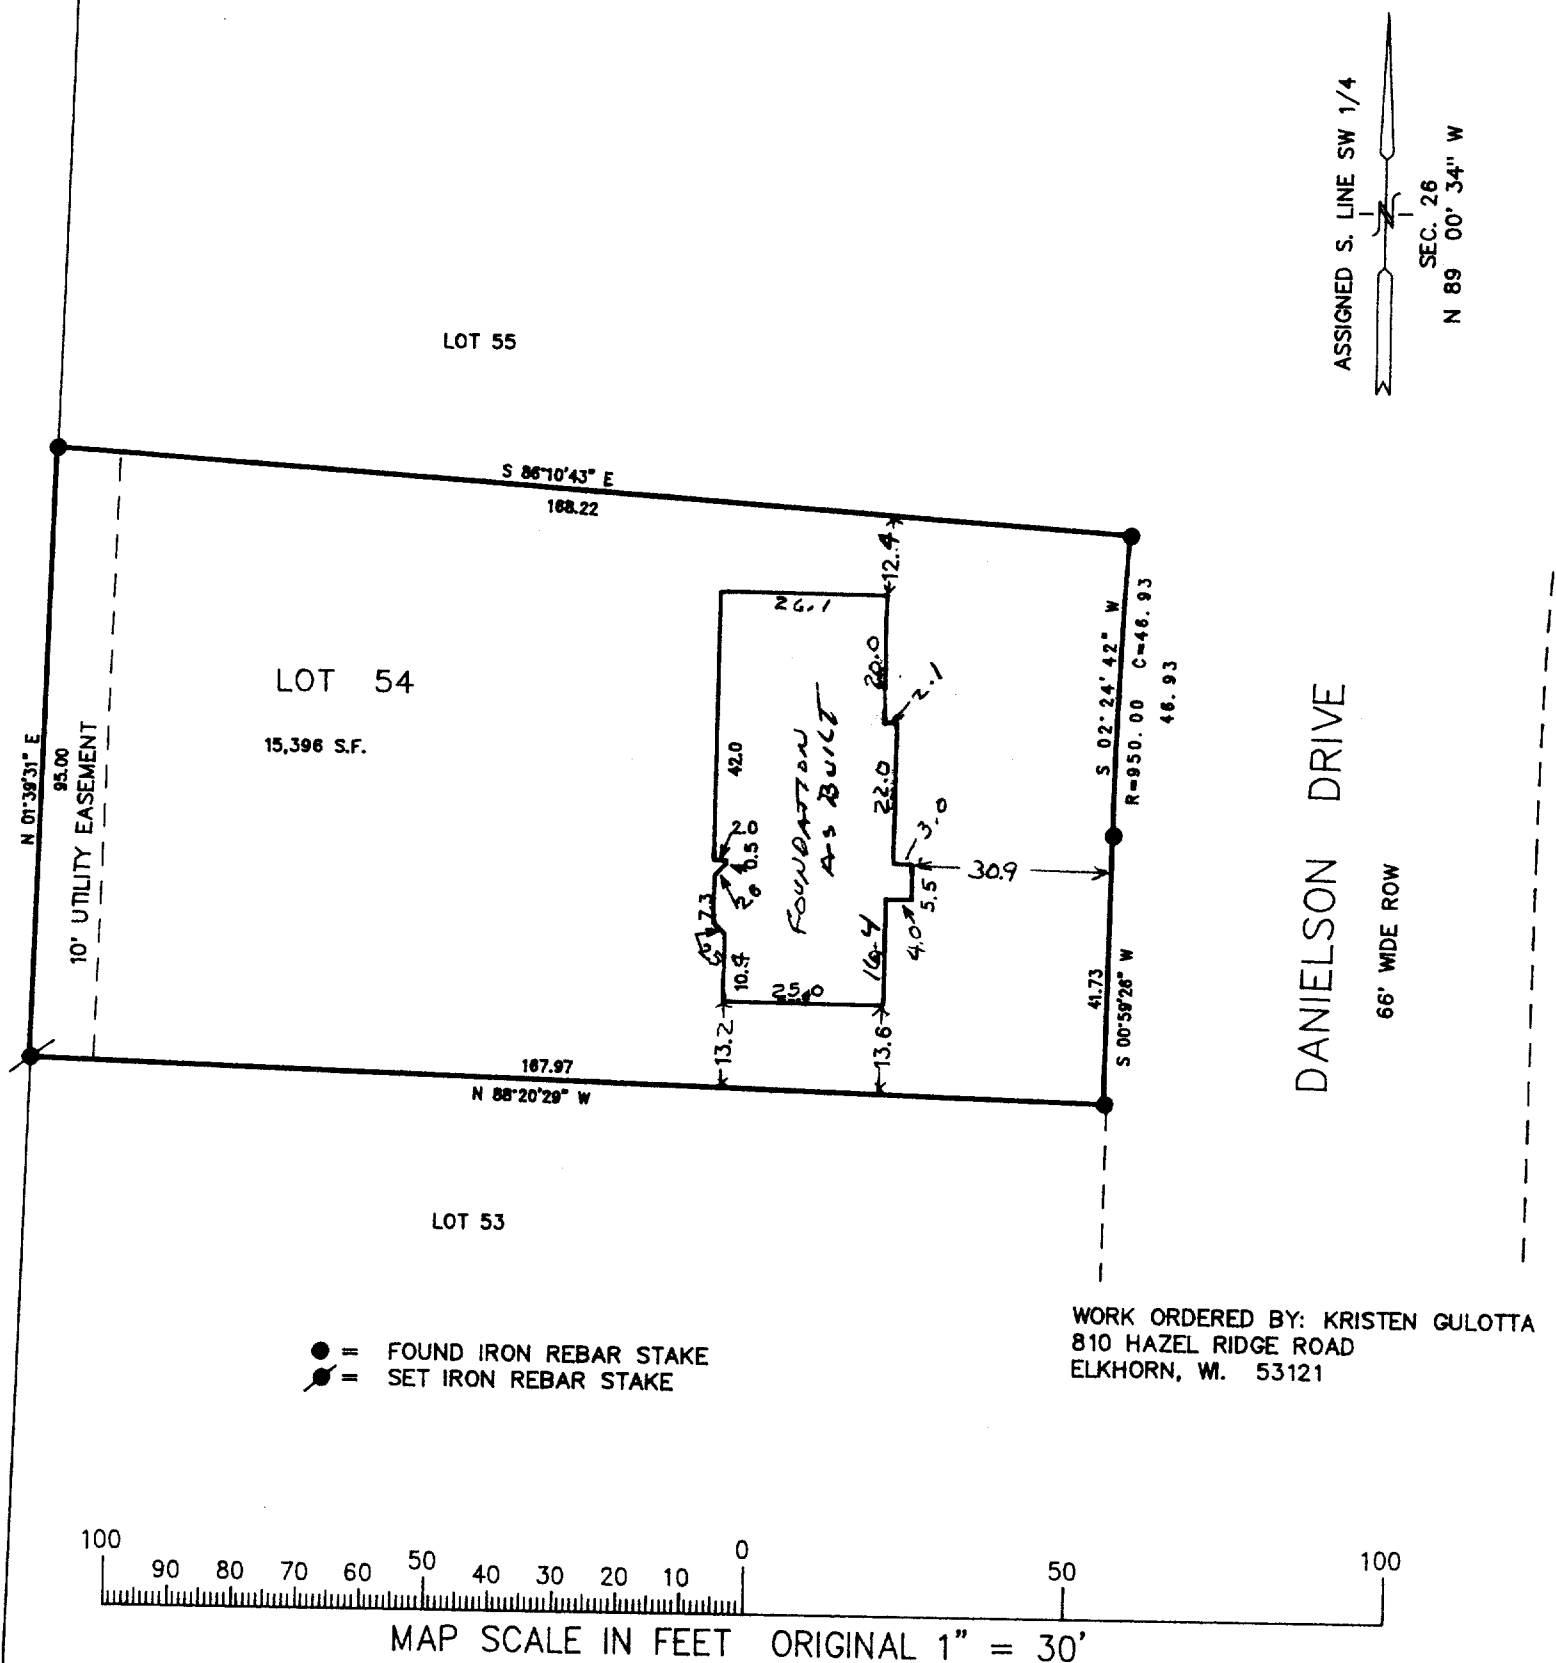 ASSIGNED S. LINE SW 1/4
SEC. 26
N 89 00' 34" W
N
LOT 55
S 86°10'43" E
168.22
12.4
26.1
20.0
2.1
LOT 54
15,396 S.F.
N 01°39'31" E
95.00
10' UTILITY EASEMENT
42.0
FOUNDATION
AS BUILT
22.0
3.0
2.0
0.5
7.3
10.4
30.9
5.5
4.0
16.4
25.0
13.2
13.6
S 02° 24' 42" W
R=950.00 C=46.93
46.93
41.73
S 00°59'26" W
DANIELSON DRIVE
66' WIDE ROW
167.97
N 88°20'29" W
LOT 53
WORK ORDERED BY: KRISTEN GULOTTA
810 HAZEL RIDGE ROAD
ELKHORN, WI. 53121
= FOUND IRON REBAR STAKE
= SET IRON REBAR STAKE
100 90 80 70 60 50 40 30 20 10 0 50 100
MAP SCALE IN FEET ORIGINAL 1" = 30'